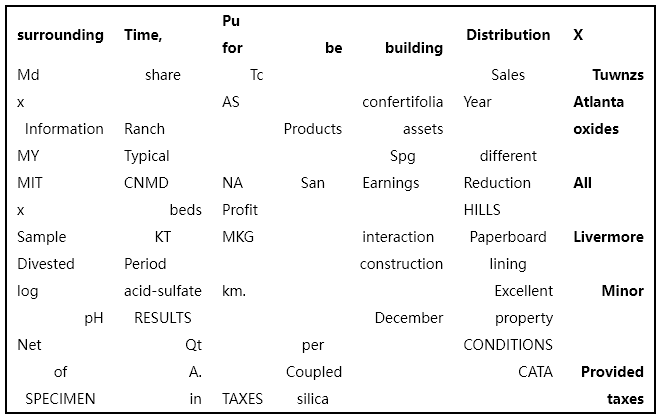 surrounding Time, Pu for be building Distribution X
Md share Tc Sales Tuwnzs
x AS confertifolia Year Atlanta
Information Ranch Products assets oxides
MY Typical Spg different
MIT CNMD NA San Earnings Reduction All
x beds Profit HILLS
Sample KT MKG interaction Paperboard Livermore
Divested Period construction lining
log acid-sulfate km. Excellent Minor
pH RESULTS December property
Net Qt per CONDITIONS
of A. Coupled CATA Provided
SPECIMEN in TAXES silica taxes